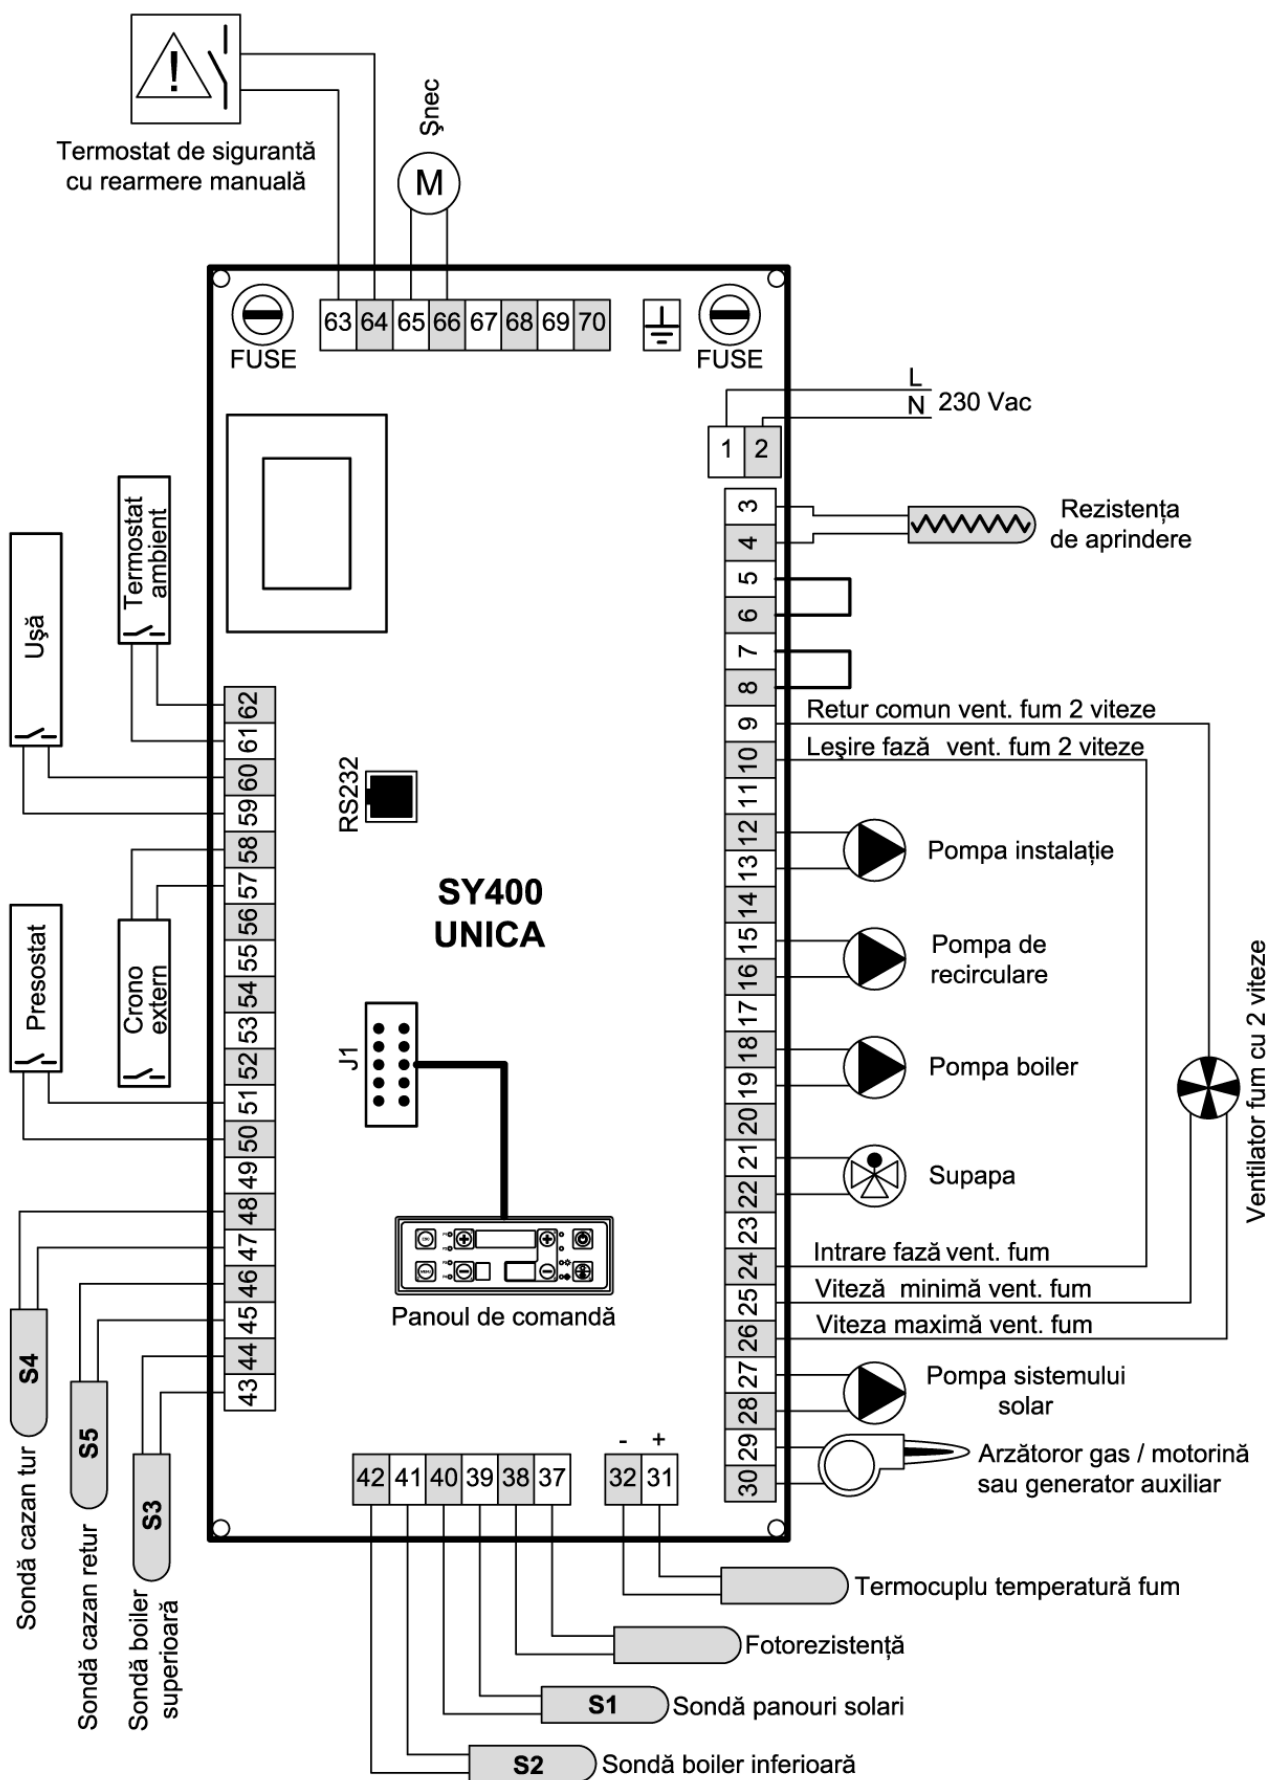 Termostat de sigurantă
cu rearmere manuală
Şnec
M
FUSE
63 64 65 66 67 68 69 70
FUSE
L
N
230 Vac
1 2
3
4
5
6
7
8
9
10
11
12
13
14
15
16
17
18
19
20
21
22
23
24
25
26
27
28
29
30
Rezistența
de aprindere
Retur comun vent. fum 2 viteze
Leşire fază vent. fum 2 viteze
Pompa instalație
Pompa de
recirculare
Pompa boiler
Supapa
Intrare fază vent. fum
Viteză minimă vent. fum
Viteza maximă vent. fum
Ventilator fum cu 2 viteze
Pompa sistemului
solar
Arzătoror gas / motorină
sau generator auxiliar
Termostat
ambient
Uşă
62
61
60
59
58
57
56
55
54
53
52
51
50
49
48
47
46
45
44
43
Presostat
Crono
extern
RS232
SY400
UNICA
J1
Panoul de comandă
S4
Sondă cazan tur
S5
Sondă cazan retur
S3
Sondă boiler
superioară
42 41 40 39 38 37
- +
32 31
Termocuplu temperatură fum
Fotorezistență
S1
Sondă panouri solari
S2
Sondă boiler inferioară